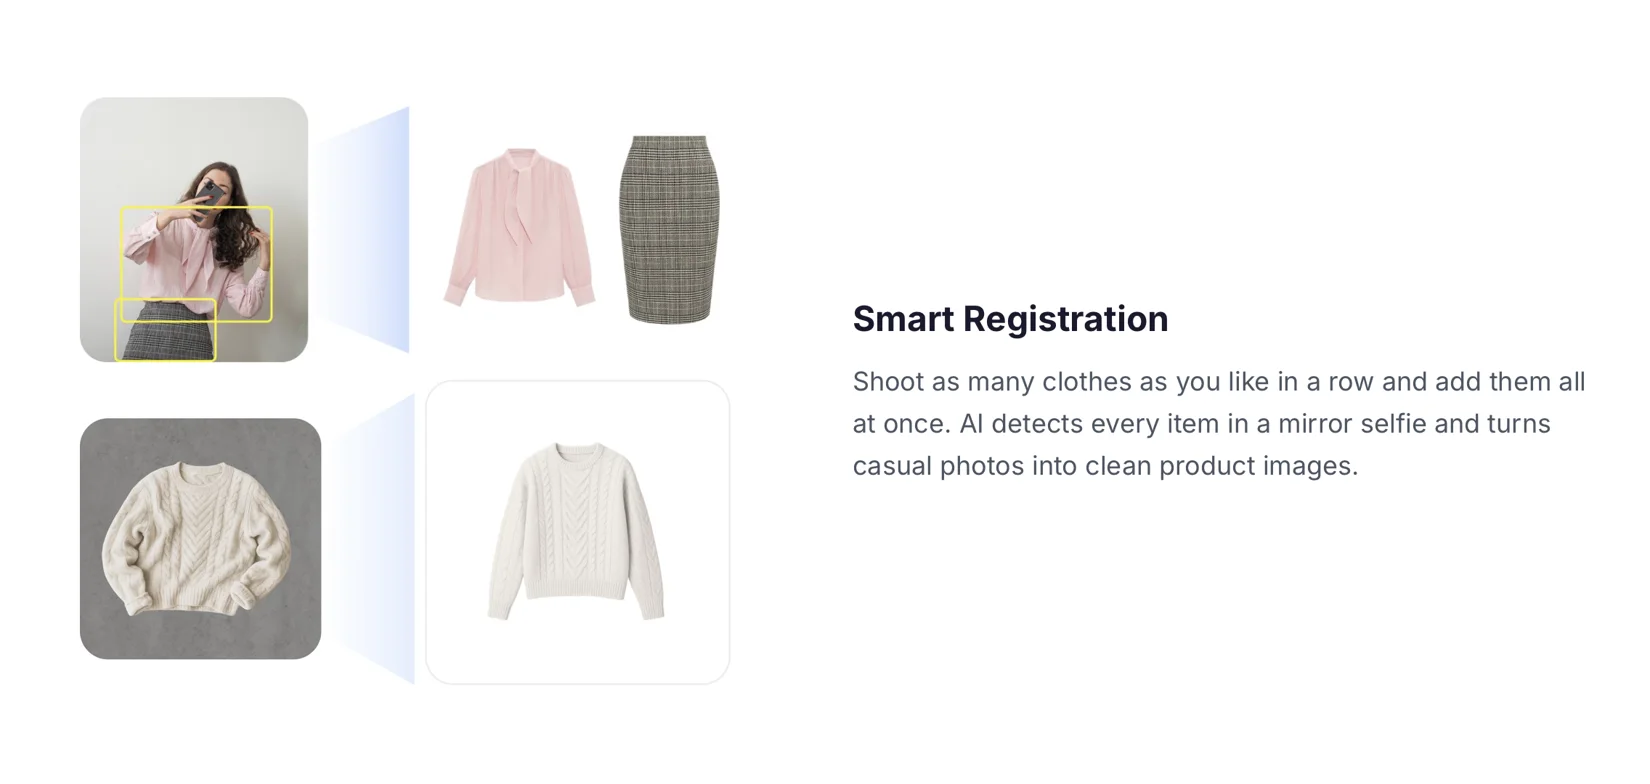 Smart Registration
Shoot as many clothes as you like in a row and add them all
at once. AI detects every item in a mirror selfie and turns
casual photos into clean product images.